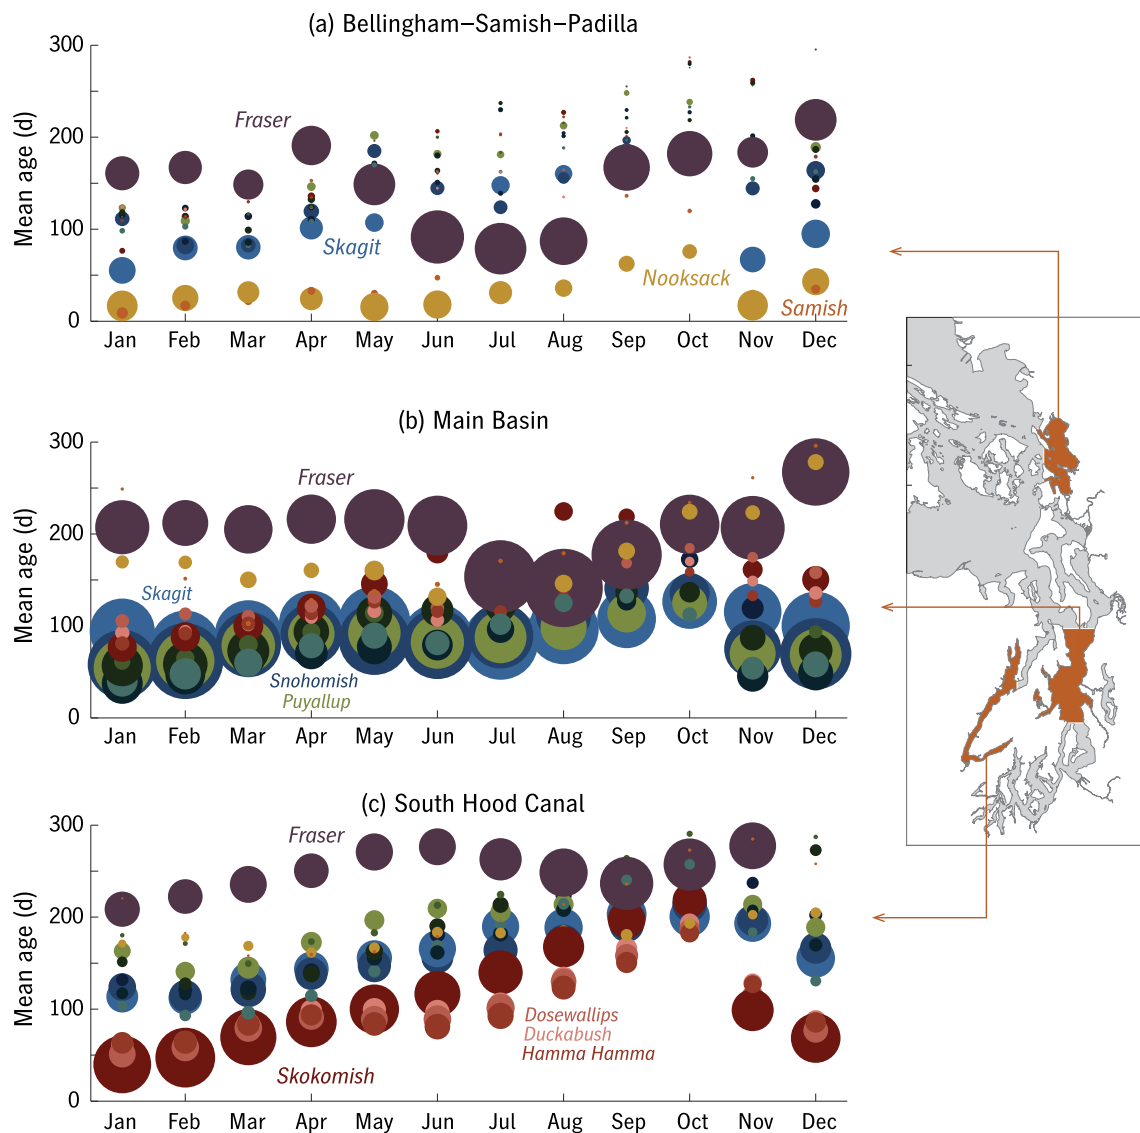 (a) Bellingham–Samish–Padilla
Mean age (d)
300
200
100
0
Fraser
Skagit
Nooksack
Samish
Jan Feb Mar Apr May Jun Jul Aug Sep Oct Nov Dec
(b) Main Basin
Mean age (d)
300
200
100
0
Fraser
Skagit
Snohomish
Puyallup
Jan Feb Mar Apr May Jun Jul Aug Sep Oct Nov Dec
(c) South Hood Canal
Mean age (d)
300
200
100
0
Fraser
Dosewallips
Duckabush
Hamma Hamma
Skokomish
Jan Feb Mar Apr May Jun Jul Aug Sep Oct Nov Dec